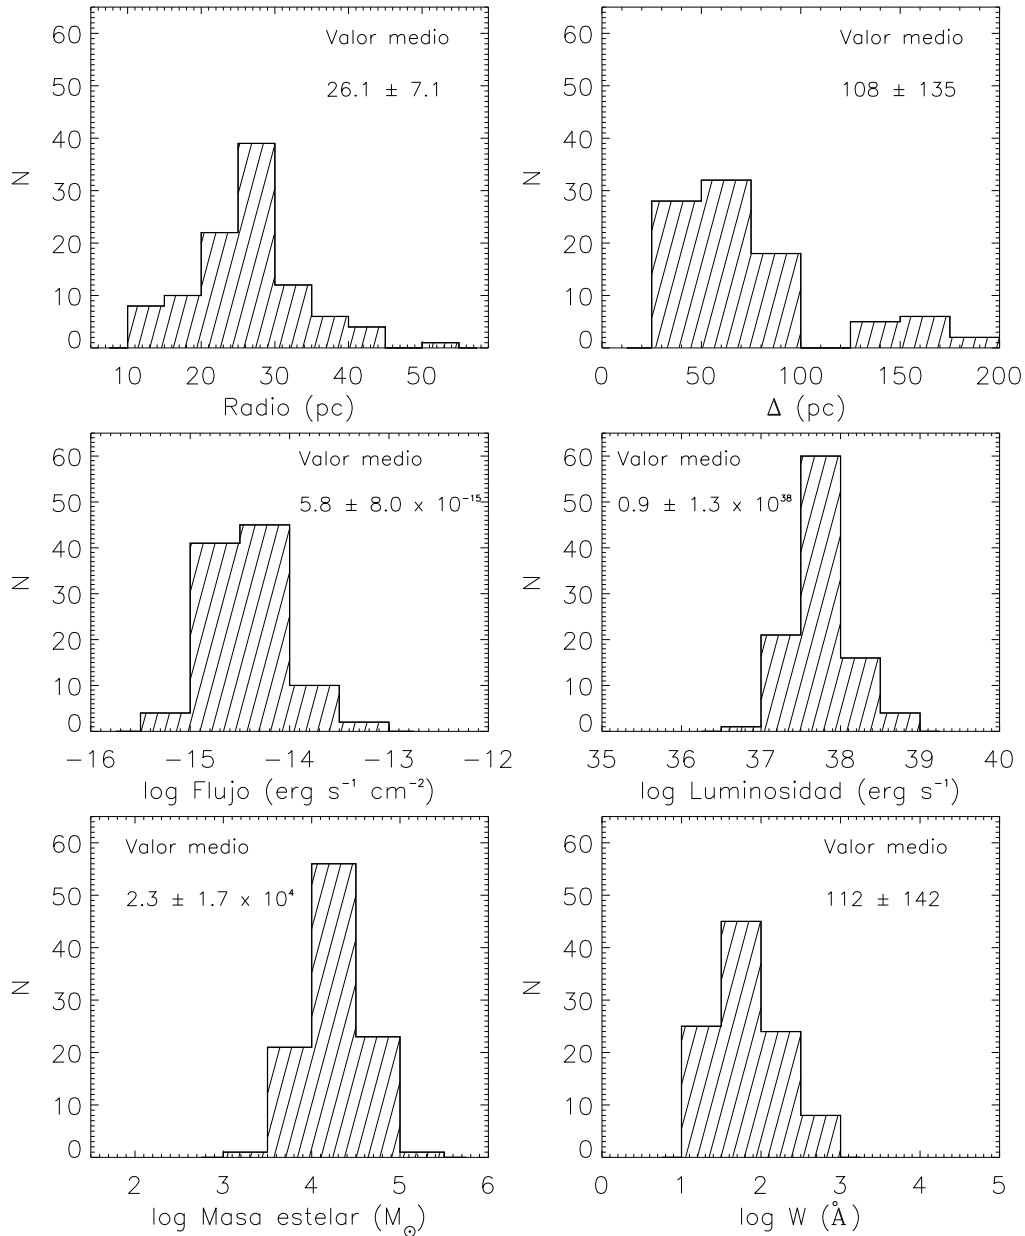 60
50
40
30
20
10
0
N
Valor medio
26.1 ± 7.1
10 20 30 40 50
Radio (pc)
60
50
40
30
20
10
0
N
Valor medio
108 ± 135
0 50 100 150 200
Δ (pc)
60
50
40
30
20
10
0
N
Valor medio
5.8 ± 8.0 x 10⁻¹⁵
−16 −15 −14 −13 −12
log Flujo (erg s⁻¹ cm⁻²)
60
50
40
30
20
10
0
N
Valor medio
0.9 ± 1.3 x 10³⁸
35 36 37 38 39 40
log Luminosidad (erg s⁻¹)
60
50
40
30
20
10
0
N
Valor medio
2.3 ± 1.7 x 10⁴
2 3 4 5 6
log Masa estelar (M☉)
60
50
40
30
20
10
0
N
Valor medio
112 ± 142
0 1 2 3 4 5
log W (Å)